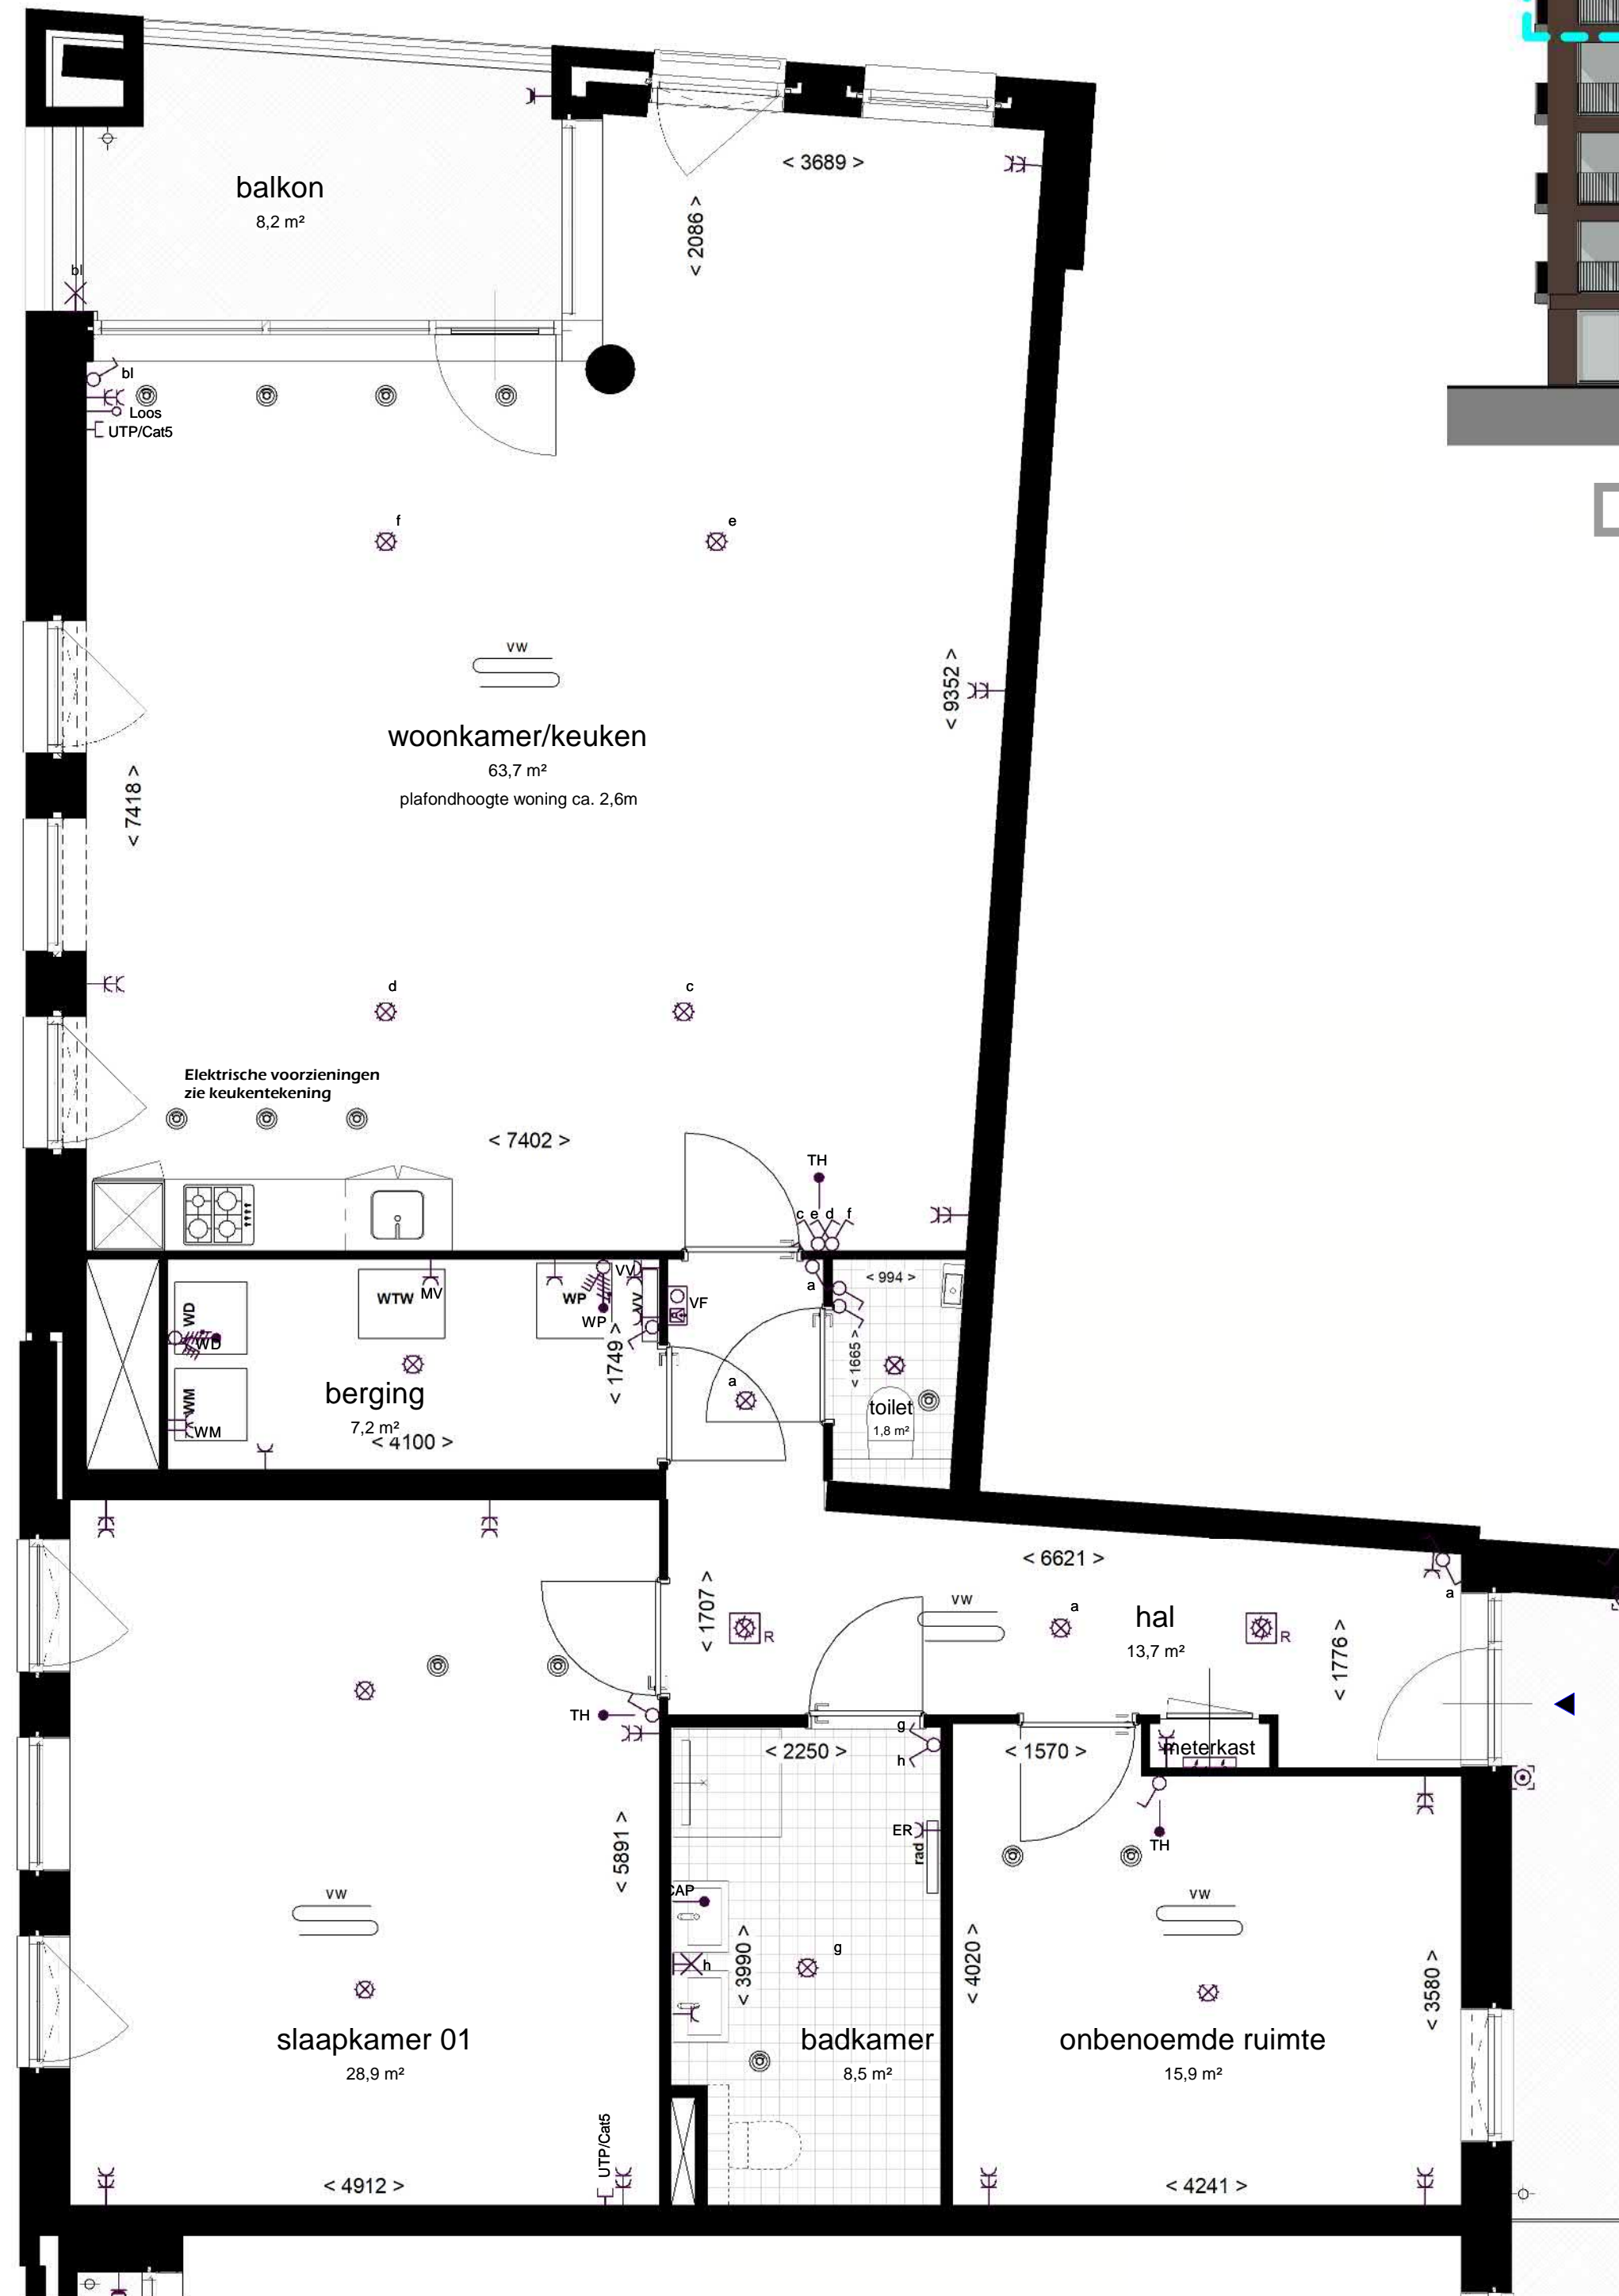 < 3689 >
balkon
8,2 m²
< 2086 >
bl
bl
Loos
UTP/Cat5
f
e
VW
< 9352 >
woonkamer/keuken
63,7 m²
plafondhoogte woning ca. 2,6m
< 7418 >
d
c
Elektrische voorzieningen
zie keukentekening
< 7402 >
TH
c e d f
VV
a
< 994 >
WTW
MV
WP
VV
VF
WD
WP
WD
< 1749 >
< 1665 >
a
berging
WM
toilet
7,2 m²
WM
1,8 m²
< 4100 >
< 6621 >
a
< 1707 >
VW
a
hal
R
R
13,7 m²
< 1776 >
TH
g
< 2250 >
< 1570 >
meterkast
h
ER
rad
TH
< 5891 >
VW
CAP
VW
g
h
< 3990 >
< 4020 >
< 3580 >
slaapkamer 01
badkamer
onbenoemde ruimte
28,9 m²
8,5 m²
15,9 m²
UTP/Cat5
< 4912 >
< 4241 >